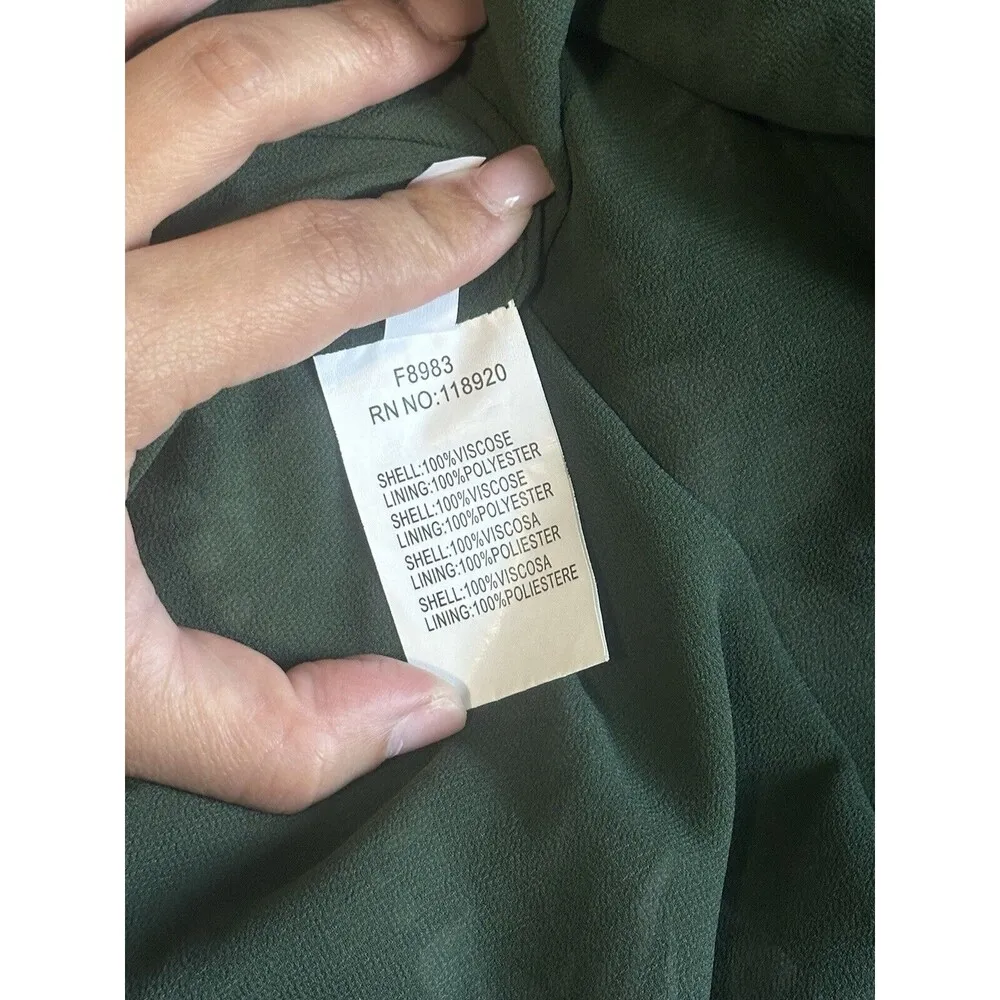 F8983
RN NO:118920
SHELL:100%VISCOSE
LINING:100%POLYESTER
SHELL:100%VISCOSE
LINING:100%POLYESTER
SHELL:100%VISCOSA
LINING:100%POLIESTER
SHELL:100%VISCOSA
LINING:100%POLIESTERE